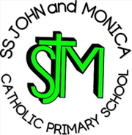 SS JOHN and MONICA
SJM
CATHOLIC PRIMARY SCHOOL